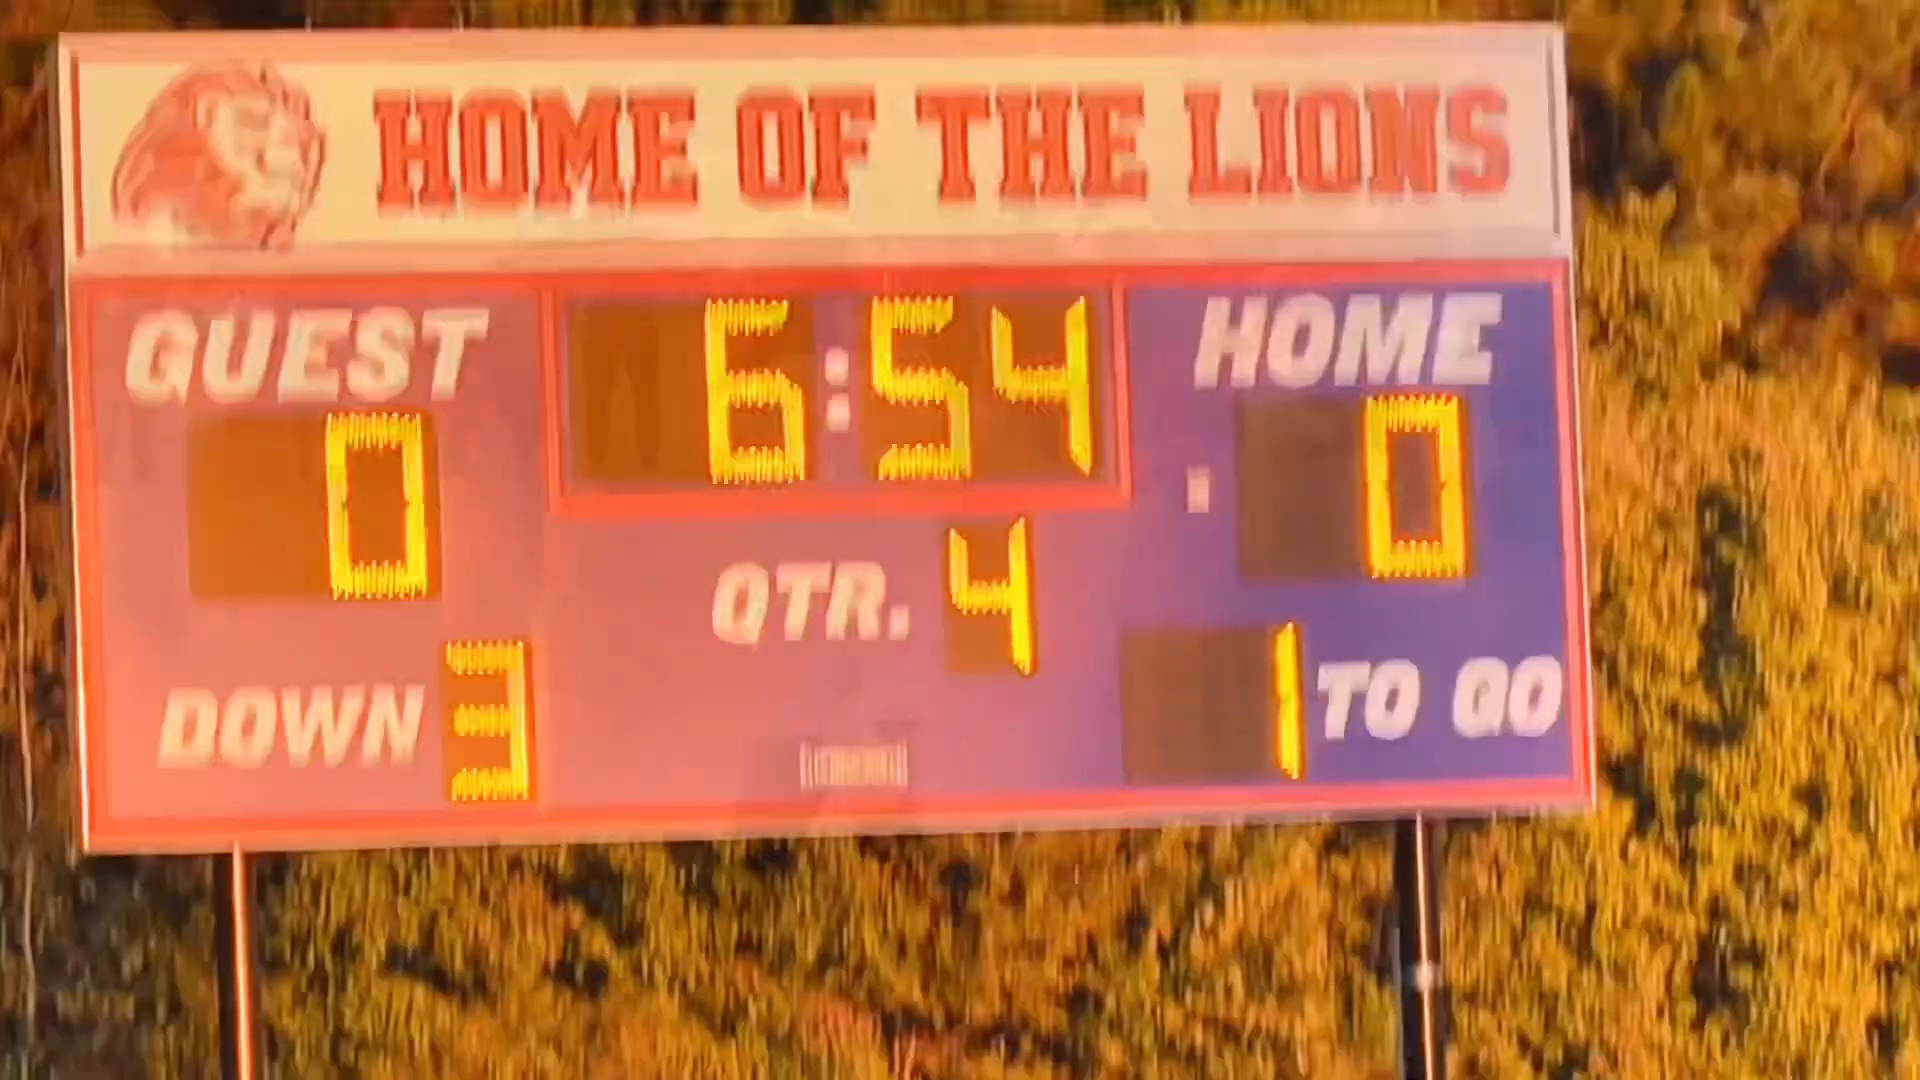 HOME OF THE LIONS
GUEST 6:54 HOME
0 0
QTR. 4
DOWN 3 1 TO GO